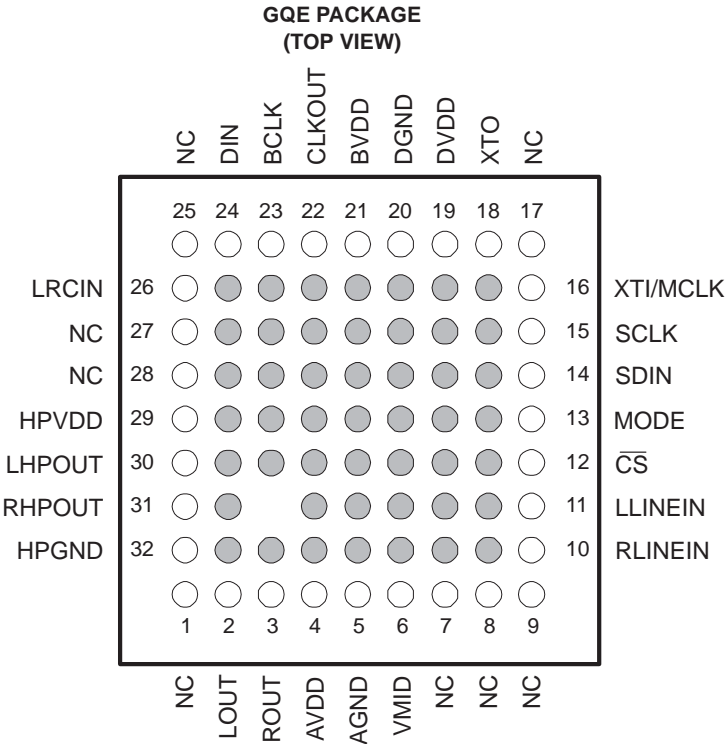 GQE PACKAGE
(TOP VIEW)
NC DIN BCLK CLKOUT BVDD DGND DVDD XTO NC
25 24 23 22 21 20 19 18 17
LRCIN 26 16 XTI/MCLK
NC 27 15 SCLK
NC 28 14 SDIN
HPVDD 29 13 MODE
LHPOUT 30 12 C̅S̅
RHPOUT 31 11 LLINEIN
HPGND 32 10 RLINEIN
1 2 3 4 5 6 7 8 9
NC LOUT ROUT AVDD AGND VMID NC NC NC